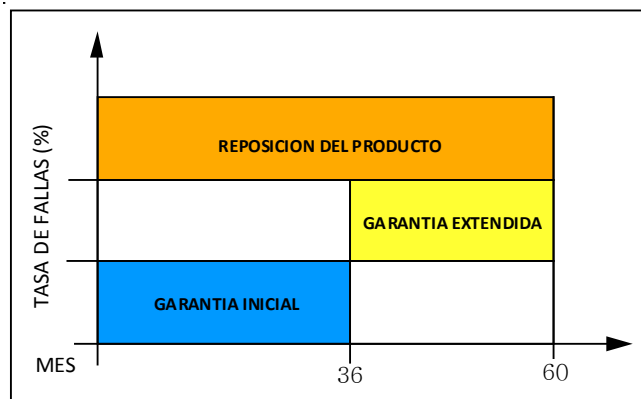 REPOSICION DEL PRODUCTO
TASA DE FALLAS (%)
GARANTIA EXTENDIDA
GARANTIA INICIAL
MES
36
60